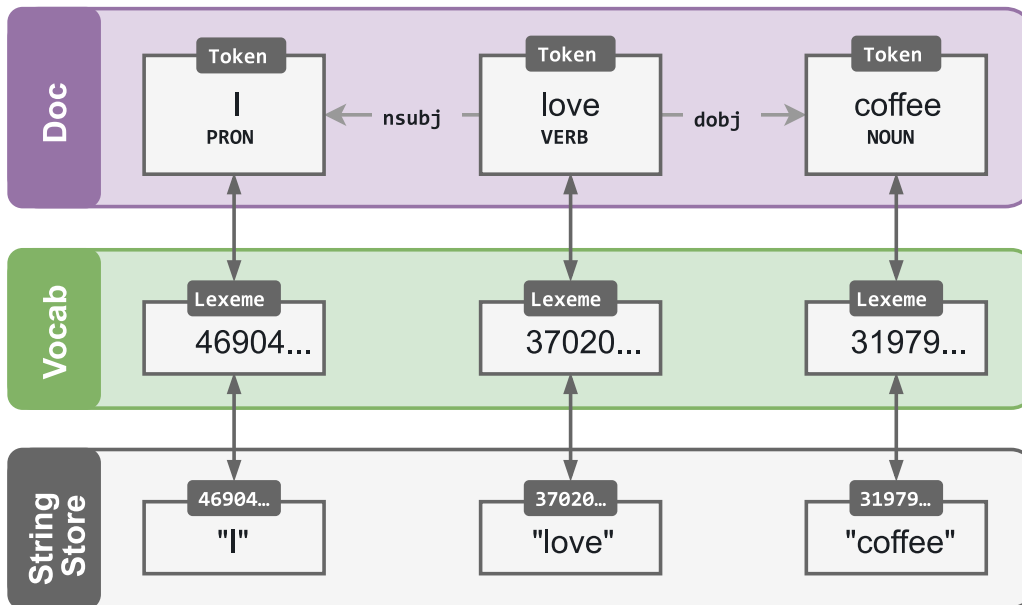 Doc
Token
Token
Token
I
love
coffee
PRON
nsubj
VERB
dobj
NOUN
Vocab
Lexeme
Lexeme
Lexeme
46904...
37020...
31979...
String
Store
46904…
37020…
31979…
"I"
"love"
"coffee"